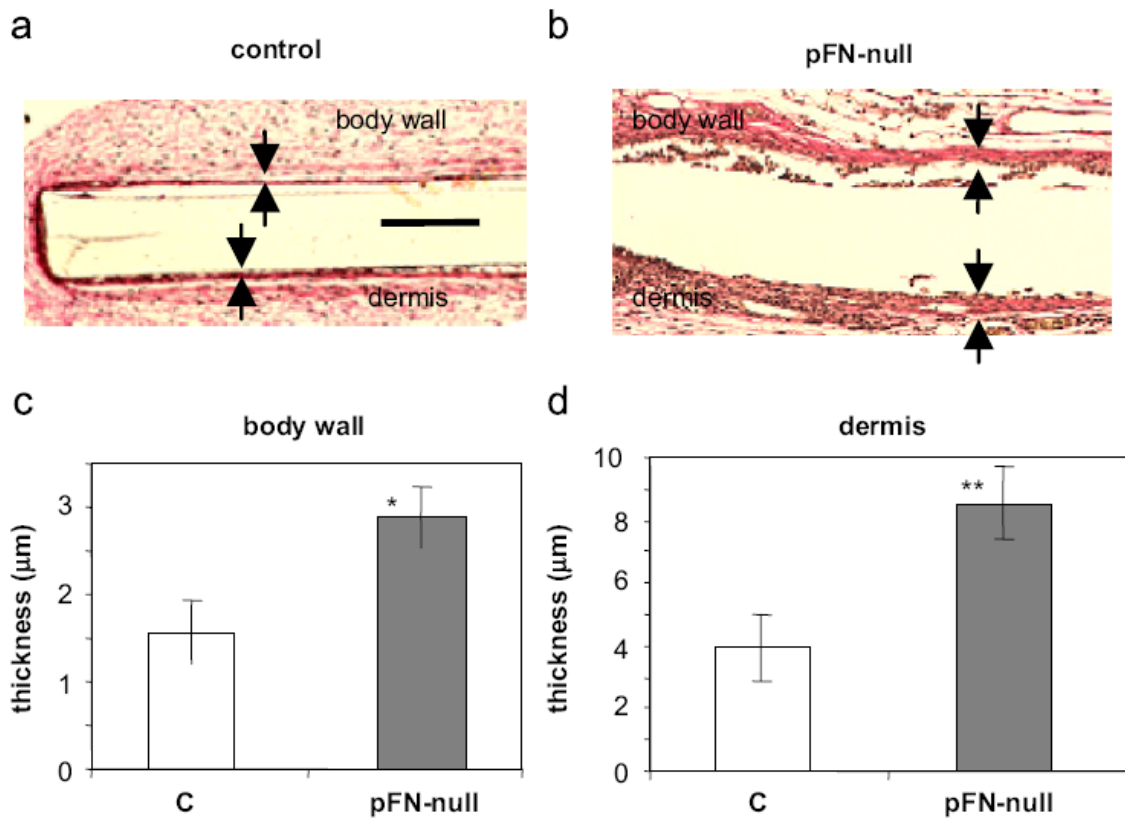 a
control
body wall
dermis
b
pFN-null
body wall
dermis
c
body wall
thickness (µm)
3
2
1
0
*
C
pFN-null
d
dermis
thickness (µm)
10
8
6
4
2
0
**
C
pFN-null